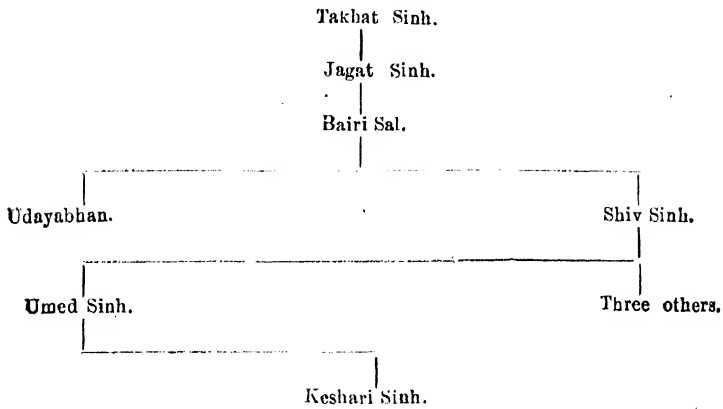 Takhat Sinh.
Jagat Sinh.
Bairi Sal.
Udayabhan.
Shiv Sinh.
Umed Sinh.
Three others.
Keshari Sinh.